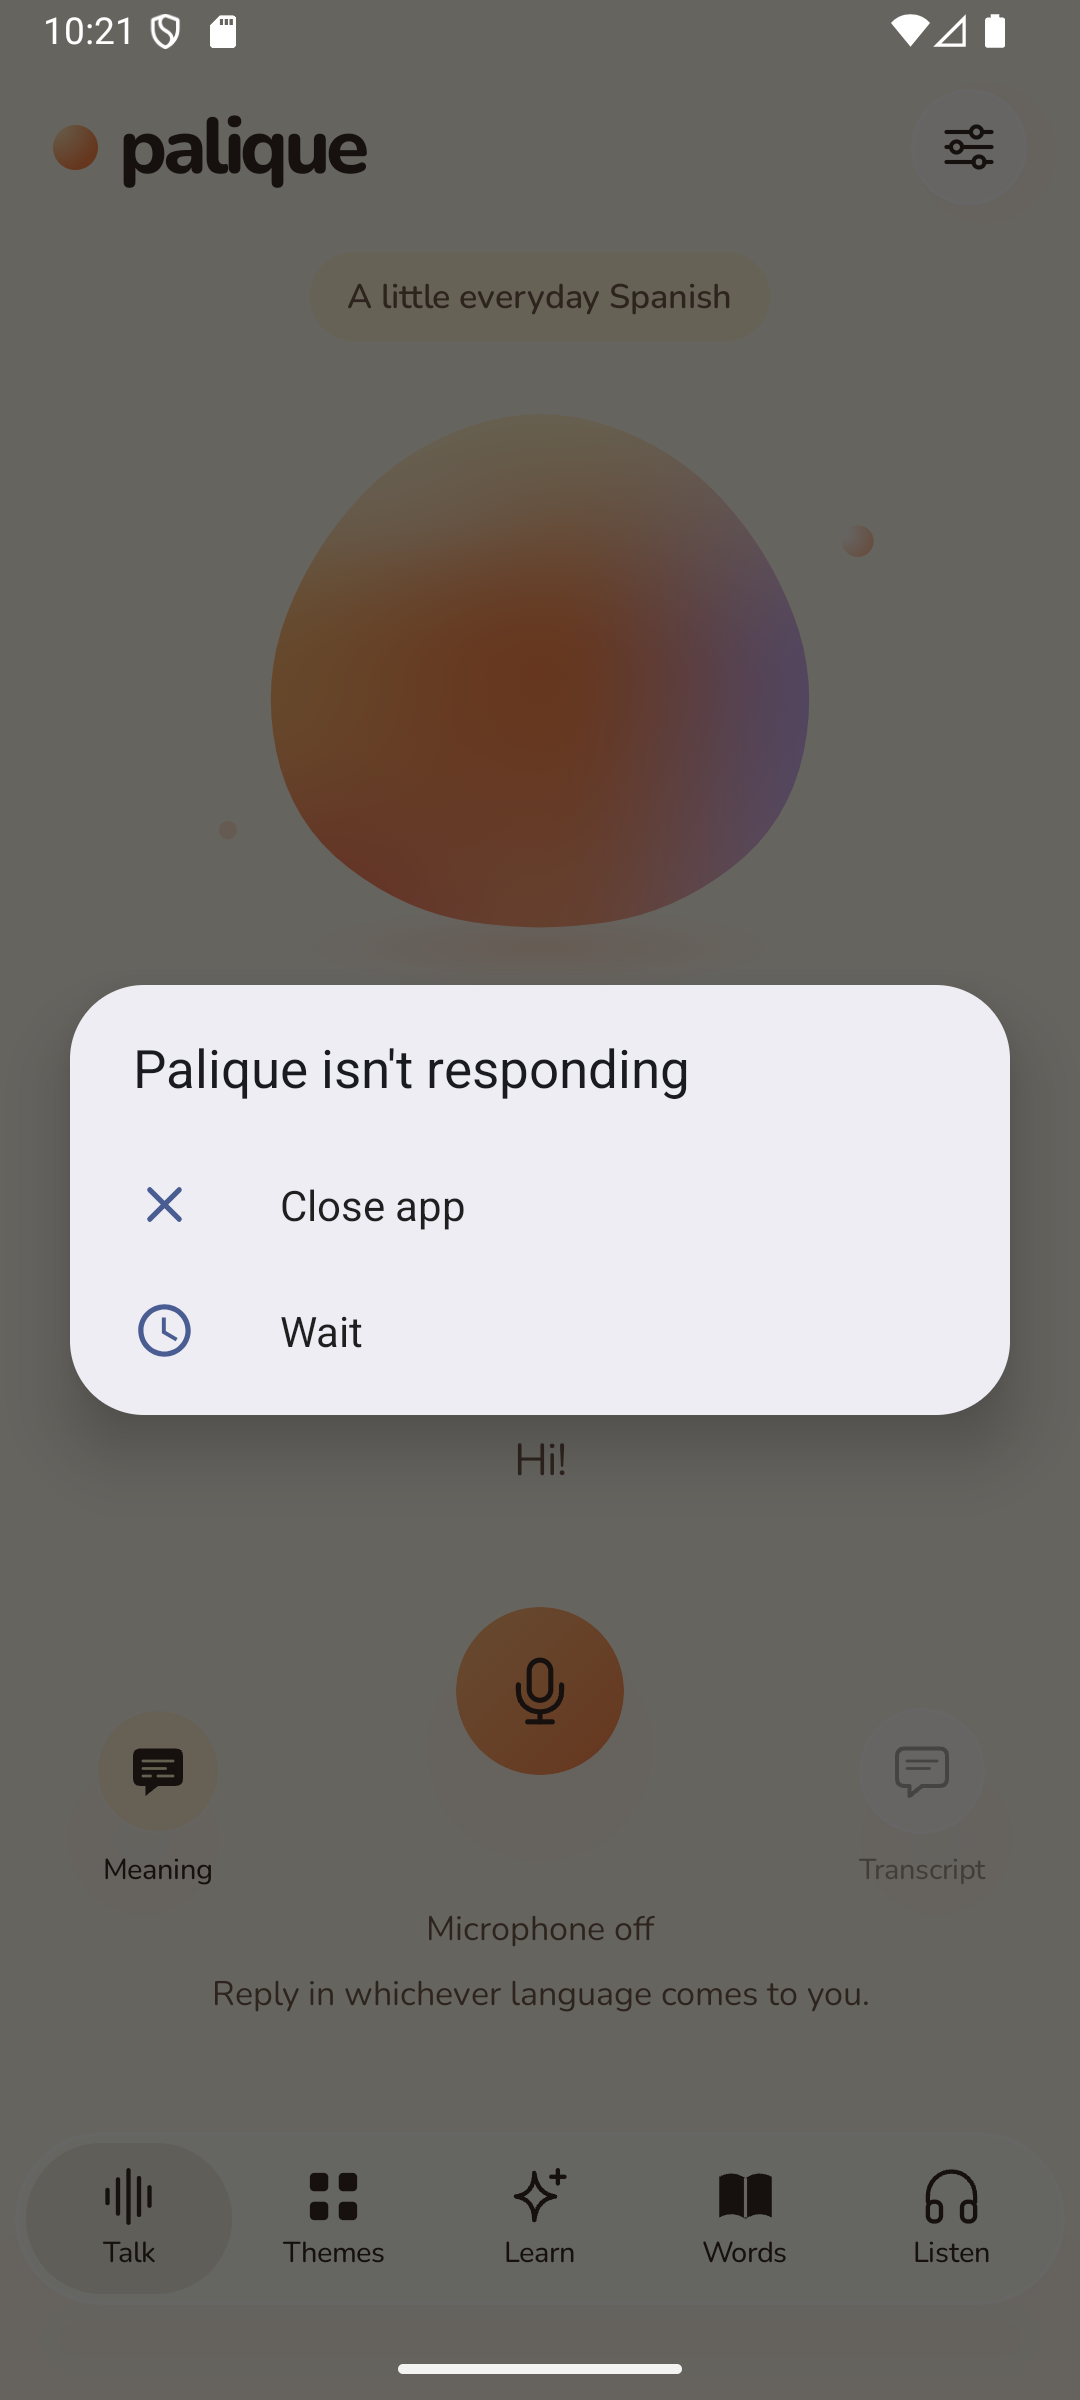 10:21
palique
A little everyday Spanish
Palique isn't responding
Close app
Wait
Hi!
Meaning
Transcript
Microphone off
Reply in whichever language comes to you.
Talk
Themes
Learn
Words
Listen